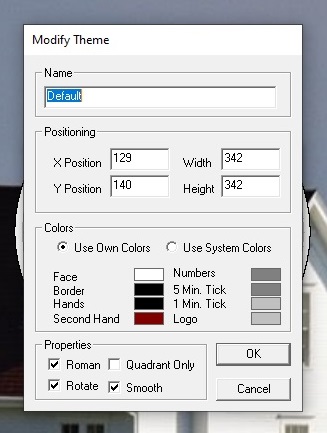 Modify Theme
Name
Default
Positioning
X Position 129 Width 342
Y Position 140 Height 342
Colors
Use Own Colors Use System Colors
Face Numbers
Border 5 Min. Tick
Hands 1 Min. Tick
Second Hand Logo
Properties
Roman Quadrant Only OK
Rotate Smooth Cancel